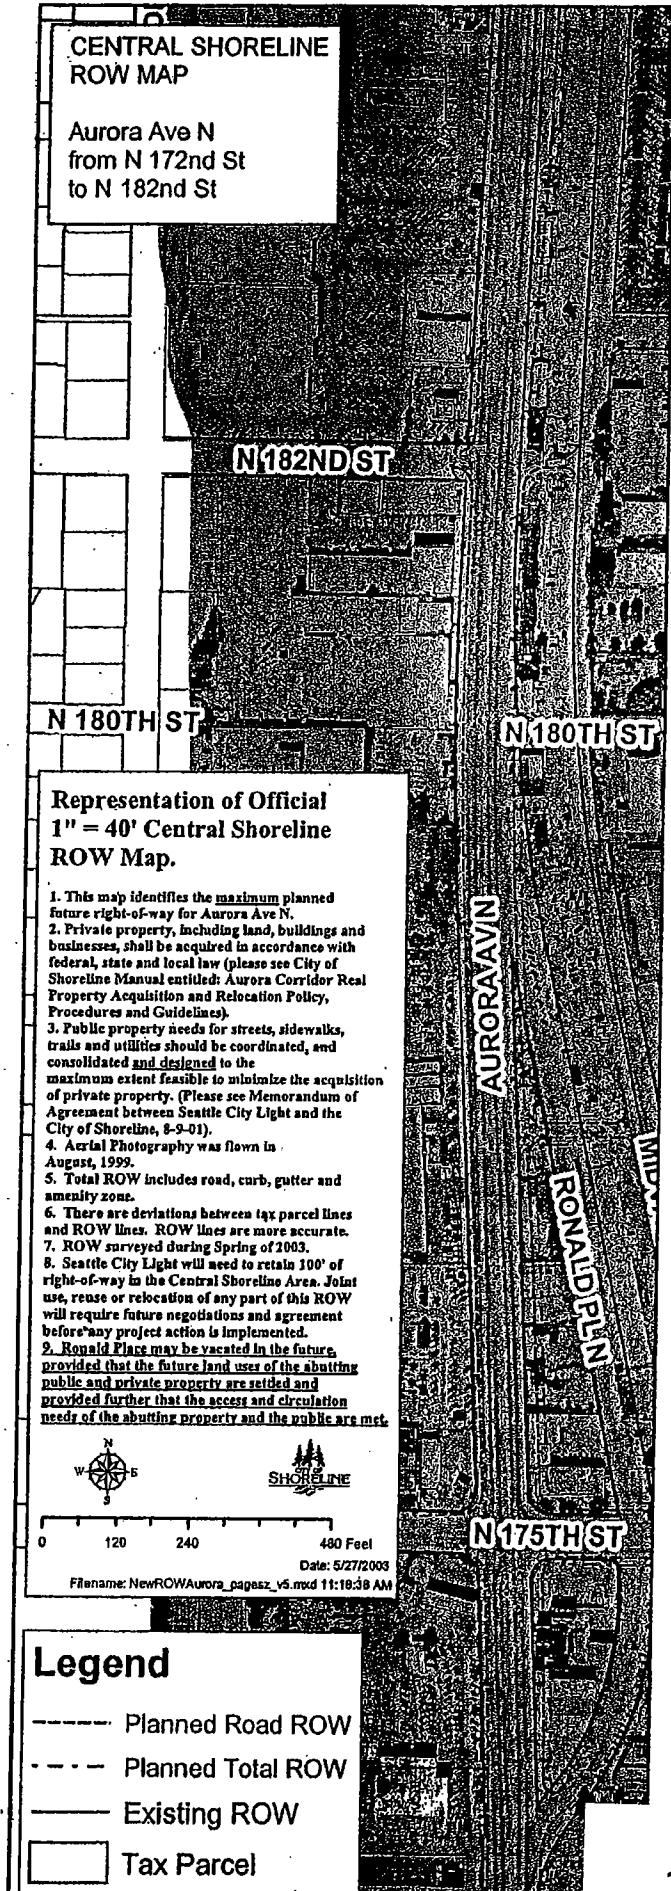 CENTRAL SHORELINE
ROW MAP
Aurora Ave N
from N 172nd St
to N 182nd St
N 182ND ST
N 180TH ST
N 180TH ST
Representation of Official
1" = 40' Central Shoreline
ROW Map.
1. This map identifies the maximum planned
future right-of-way for Aurora Ave N.
2. Private property, including land, buildings and
businesses, shall be acquired in accordance with
federal, state and local law (please see City of
Shoreline Manual entitled: Aurora Corridor Real
Property Acquisition and Relocation Policy,
Procedures and Guidelines).
3. Public property needs for streets, sidewalks,
trails and utilities should be coordinated, and
consolidated and designed to the
maximum extent feasible to minimize the acquisition
of private property. (Please see Memorandum of
Agreement between Seattle City Light and the
City of Shoreline, 8-9-01).
4. Aerial Photography was flown in
August, 1999.
5. Total ROW includes road, curb, gutter and
amenity zone.
6. There are deviations between tax parcel lines
and ROW lines. ROW lines are more accurate.
7. ROW surveyed during Spring of 2003.
8. Seattle City Light will need to retain 100' of
right-of-way in the Central Shoreline Area. Joint
use, reuse or relocation of any part of this ROW
will require future negotiations and agreement
before any project action is implemented.
9. Ronald Place may be vacated in the future,
provided that the future land uses of the abutting
public and private property are settled and
provided further that the access and circulation
needs of the abutting property and the public are met.
AURORA AV N
RONALD PL N
N
W E
S
SHORELINE
0 120 240 480 Feet
Date: 5/27/2003
Filename: NewROWAurora_pagesz_v5.mxd 11:18:38 AM
N 175TH ST
Legend
Planned Road ROW
Planned Total ROW
Existing ROW
Tax Parcel